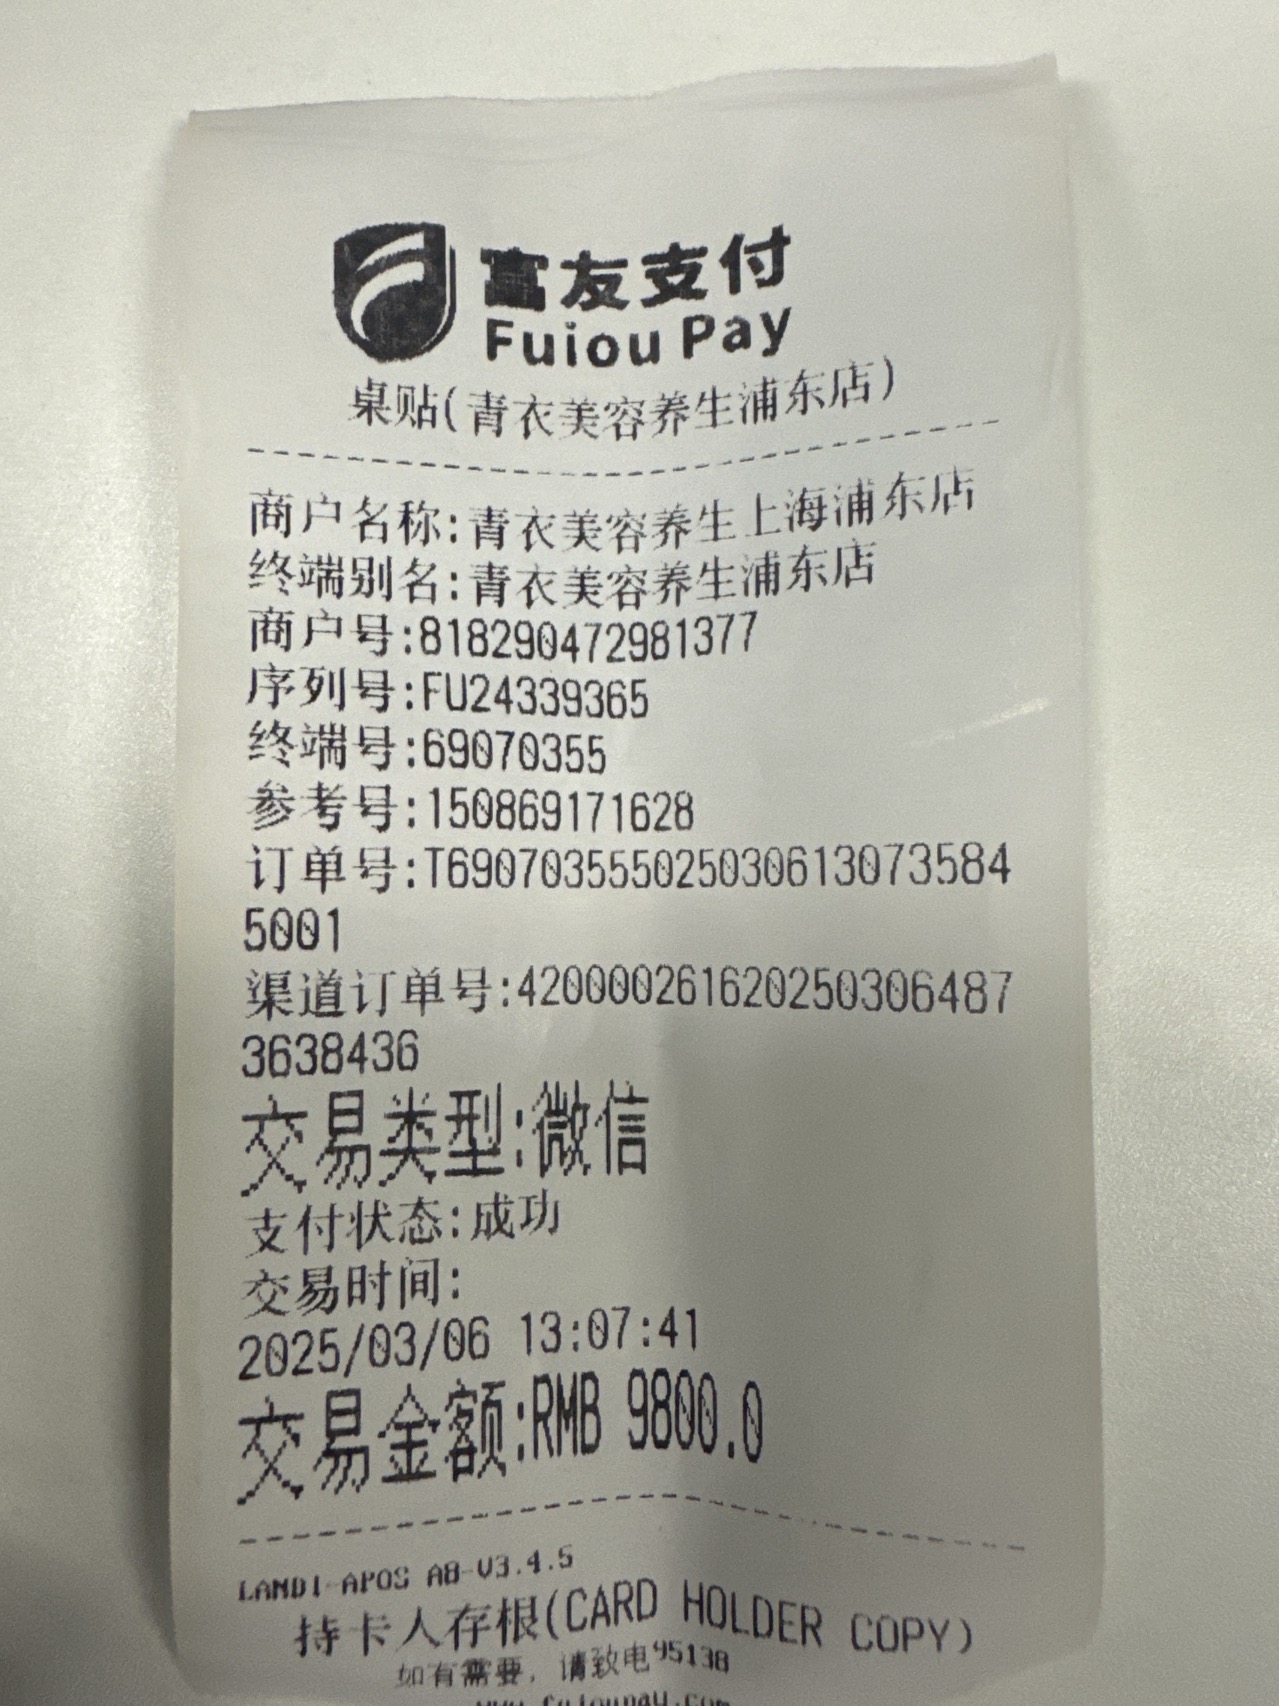 富友支付
Fuiou Pay
桌贴(青衣美容养生浦东店)
商户名称:青衣美容养生上海浦东店
终端别名:青衣美容养生浦东店
商户号:818290472981377
序列号:FU24339365
终端号:69070355
参考号:150869171628
订单号:T690703555025030613073584
5001
渠道订单号:420000261620250306487
3638436
交易类型:微信
支付状态:成功
交易时间:
2025/03/06 13:07:41
交易金额:RMB 9800.0
LANDI-APOS A8-V3.4.5
持卡人存根(CARD HOLDER COPY)
如有需要，请致电95138
www.fuioupay.com